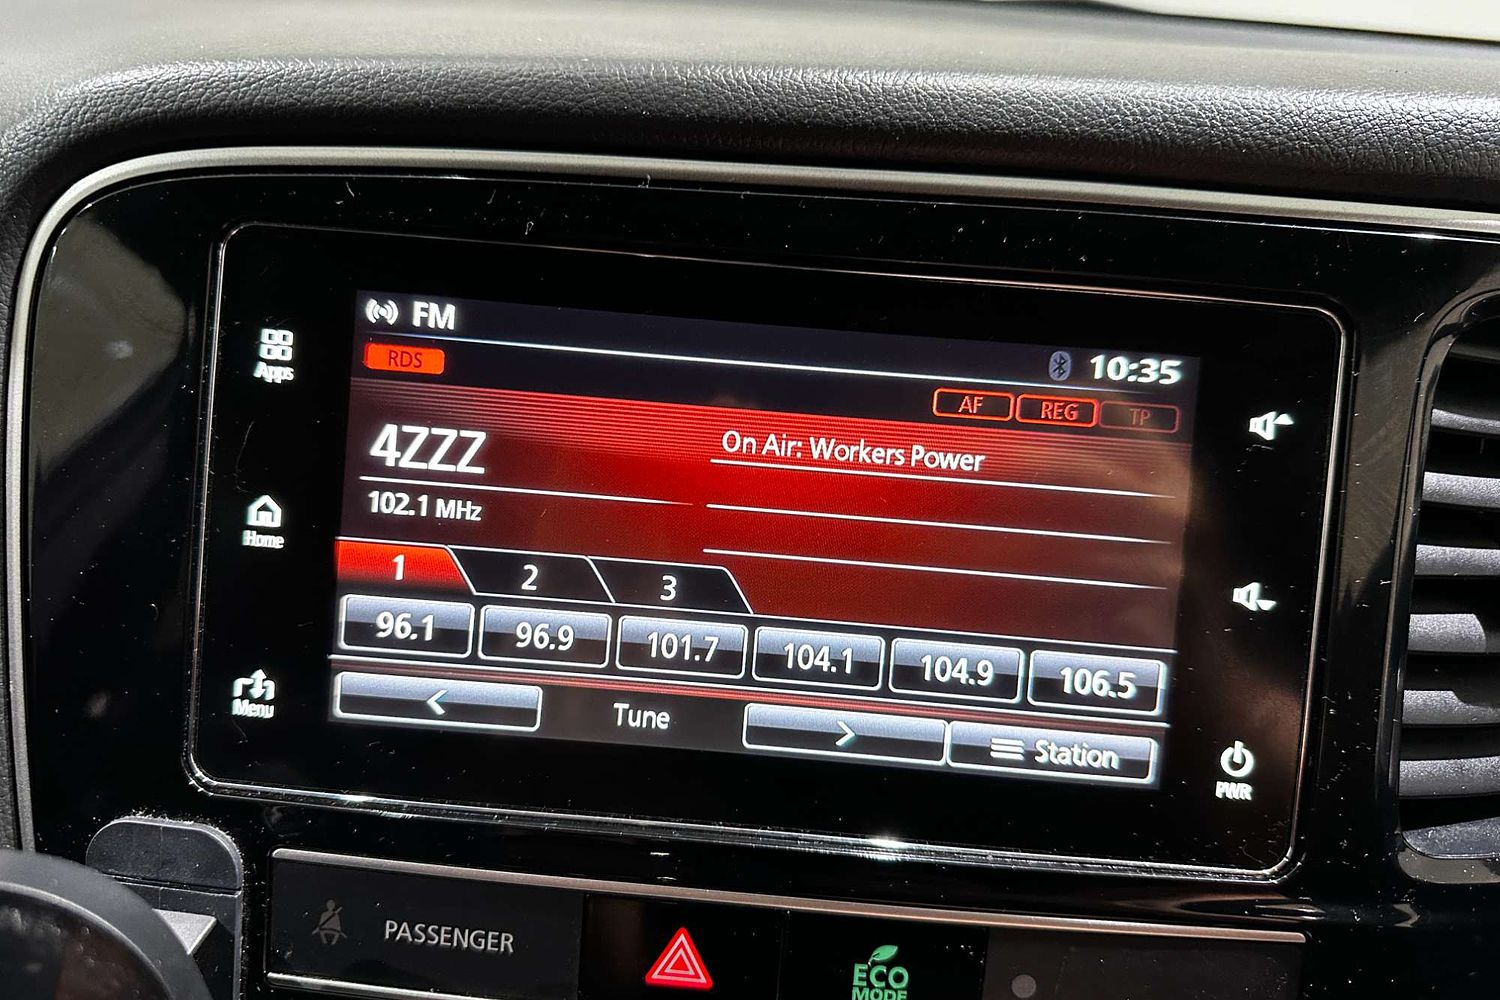 FM
10:35
RDS
AF REG TP
4ZZZ
On Air: Workers Power
102.1 MHz
1 2 3
96.1 96.9 101.7 104.1 104.9 106.5
< Tune > Station
Apps
Home
Menu
PWR
PASSENGER
ECO
MODE